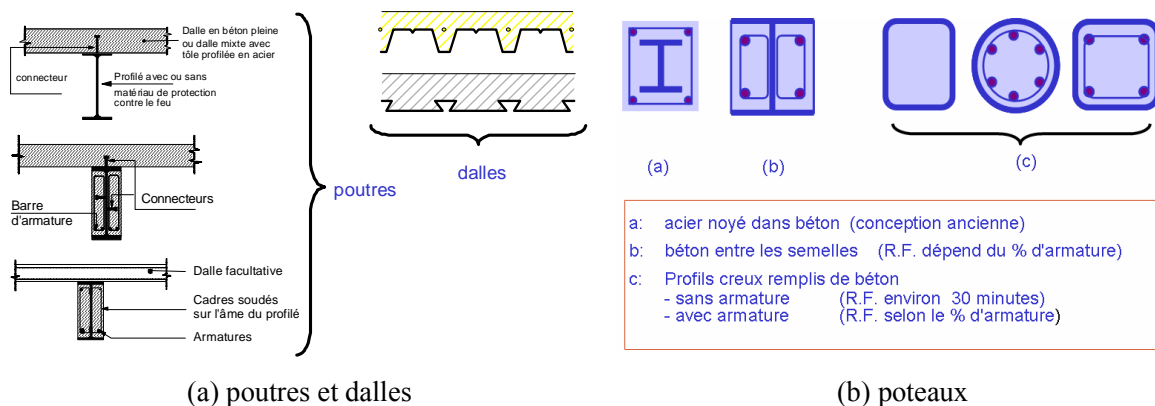 Dalle en béton pleine
ou dalle mixte avec
tôle profilée en acier
connecteur
Profilé avec ou sans
matériau de protection
contre le feu
Connecteurs
Barre
d'armature
Dalle facultative
Cadres soudés
sur l'âme du profilé
Armatures
poutres
dalles
(a) poutres et dalles
(a)
(b)
(c)
a: acier noyé dans béton (conception ancienne)
b: béton entre les semelles (R.F. dépend du % d'armature)
c: Profils creux remplis de béton
- sans armature (R.F. environ 30 minutes)
- avec armature (R.F. selon le % d'armature)
(b) poteaux